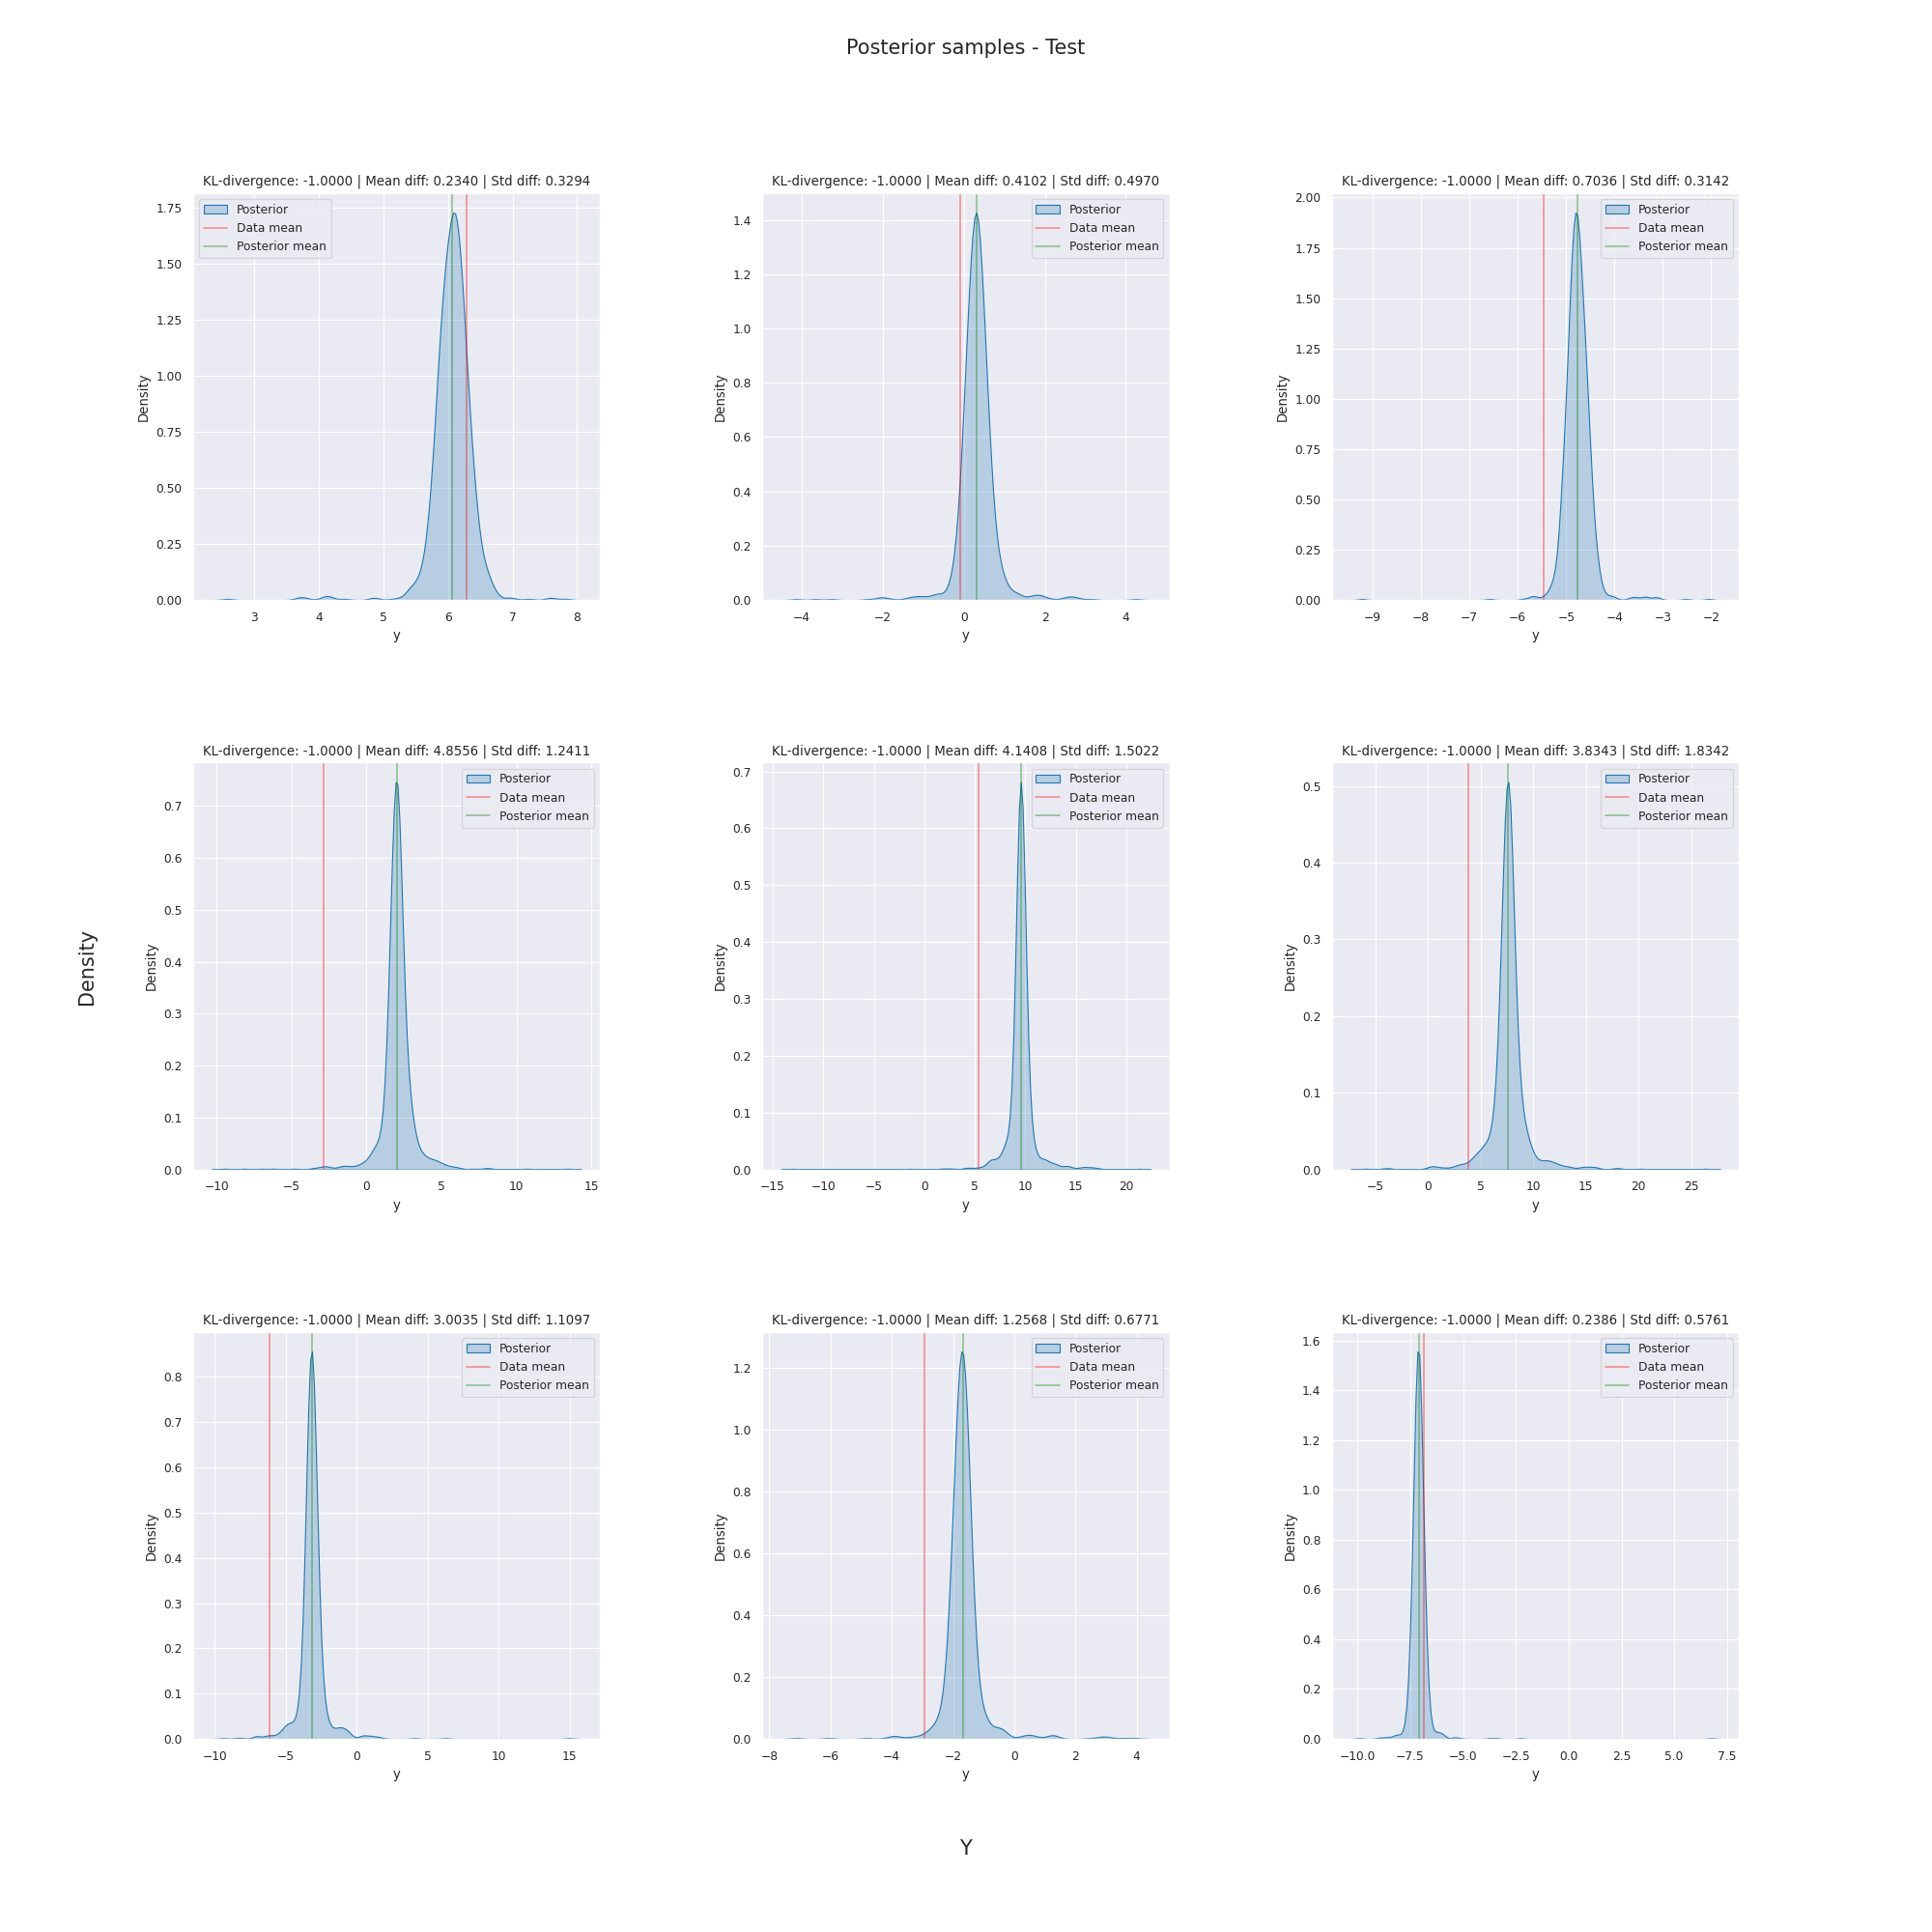 Posterior samples - Test
KL-divergence: -1.0000 | Mean diff: 0.2340 | Std diff: 0.3294
Posterior
Data mean
Posterior mean
1.75
1.50
1.25
1.00
0.75
0.50
0.25
0.00
Density
3 4 5 6 7 8
y
KL-divergence: -1.0000 | Mean diff: 0.4102 | Std diff: 0.4970
Posterior
Data mean
Posterior mean
1.4
1.2
1.0
0.8
0.6
0.4
0.2
0.0
Density
−4 −2 0 2 4
y
KL-divergence: -1.0000 | Mean diff: 0.7036 | Std diff: 0.3142
Posterior
Data mean
Posterior mean
2.00
1.75
1.50
1.25
1.00
0.75
0.50
0.25
0.00
Density
−9 −8 −7 −6 −5 −4 −3 −2
y
Density
KL-divergence: -1.0000 | Mean diff: 4.8556 | Std diff: 1.2411
Posterior
Data mean
Posterior mean
0.7
0.6
0.5
0.4
0.3
0.2
0.1
0.0
Density
−10 −5 0 5 10 15
y
KL-divergence: -1.0000 | Mean diff: 4.1408 | Std diff: 1.5022
Posterior
Data mean
Posterior mean
0.7
0.6
0.5
0.4
0.3
0.2
0.1
0.0
Density
−15 −10 −5 0 5 10 15 20
y
KL-divergence: -1.0000 | Mean diff: 3.8343 | Std diff: 1.8342
Posterior
Data mean
Posterior mean
0.5
0.4
0.3
0.2
0.1
0.0
Density
−5 0 5 10 15 20 25
y
KL-divergence: -1.0000 | Mean diff: 3.0035 | Std diff: 1.1097
Posterior
Data mean
Posterior mean
0.8
0.7
0.6
0.5
0.4
0.3
0.2
0.1
0.0
Density
−10 −5 0 5 10 15
y
KL-divergence: -1.0000 | Mean diff: 1.2568 | Std diff: 0.6771
Posterior
Data mean
Posterior mean
1.2
1.0
0.8
0.6
0.4
0.2
0.0
Density
−8 −6 −4 −2 0 2 4
y
KL-divergence: -1.0000 | Mean diff: 0.2386 | Std diff: 0.5761
Posterior
Data mean
Posterior mean
1.6
1.4
1.2
1.0
0.8
0.6
0.4
0.2
0.0
Density
−10.0 −7.5 −5.0 −2.5 0.0 2.5 5.0 7.5
y
Y